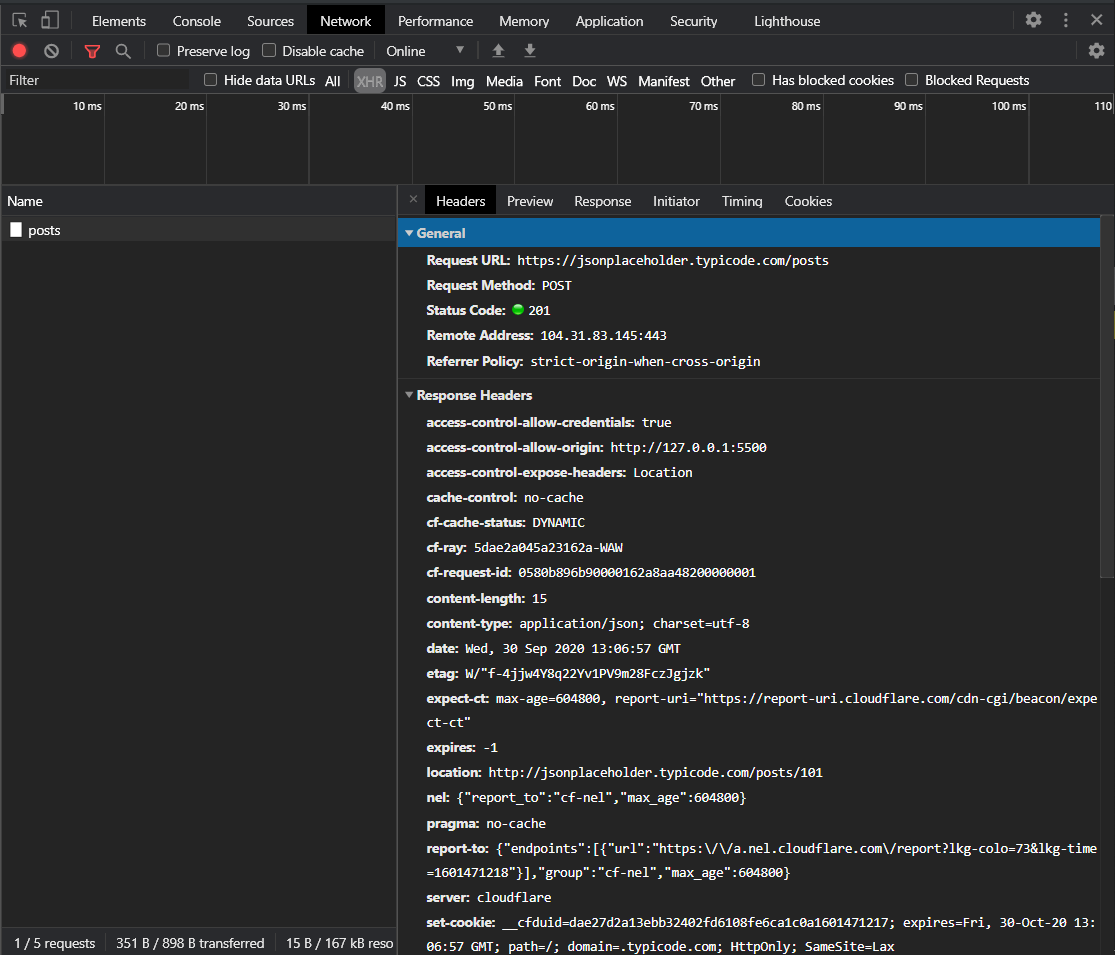 Elements Console Sources Network Performance Memory Application Security Lighthouse
Preserve log Disable cache Online
Filter Hide data URLs All XHR JS CSS Img Media Font Doc WS Manifest Other Has blocked cookies Blocked Requests
10 ms 20 ms 30 ms 40 ms 50 ms 60 ms 70 ms 80 ms 90 ms 100 ms 110
Name
posts
× Headers Preview Response Initiator Timing Cookies
General
Request URL: https://jsonplaceholder.typicode.com/posts
Request Method: POST
Status Code: 201
Remote Address: 104.31.83.145:443
Referrer Policy: strict-origin-when-cross-origin
Response Headers
access-control-allow-credentials: true
access-control-allow-origin: http://127.0.0.1:5500
access-control-expose-headers: Location
cache-control: no-cache
cf-cache-status: DYNAMIC
cf-ray: 5dae2a045a23162a-WAW
cf-request-id: 0580b896b90000162a8aa48200000001
content-length: 15
content-type: application/json; charset=utf-8
date: Wed, 30 Sep 2020 13:06:57 GMT
etag: W/"f-4jjw4Y8q22Yv1PV9m28FczJgjzk"
expect-ct: max-age=604800, report-uri="https://report-uri.cloudflare.com/cdn-cgi/beacon/expe
ct-ct"
expires: -1
location: http://jsonplaceholder.typicode.com/posts/101
nel: {"report_to":"cf-nel","max_age":604800}
pragma: no-cache
report-to: {"endpoints":[{"url":"https:\/\/a.nel.cloudflare.com\/report?lkg-colo=73&lkg-time
=1601471218"}],"group":"cf-nel","max_age":604800}
server: cloudflare
set-cookie: __cfduid=dae27d2a13ebb32402fd6108fe6ca1c0a1601471217; expires=Fri, 30-Oct-20 13:
06:57 GMT; path=/; domain=.typicode.com; HttpOnly; SameSite=Lax
1 / 5 requests 351 B / 898 B transferred 15 B / 167 kB reso